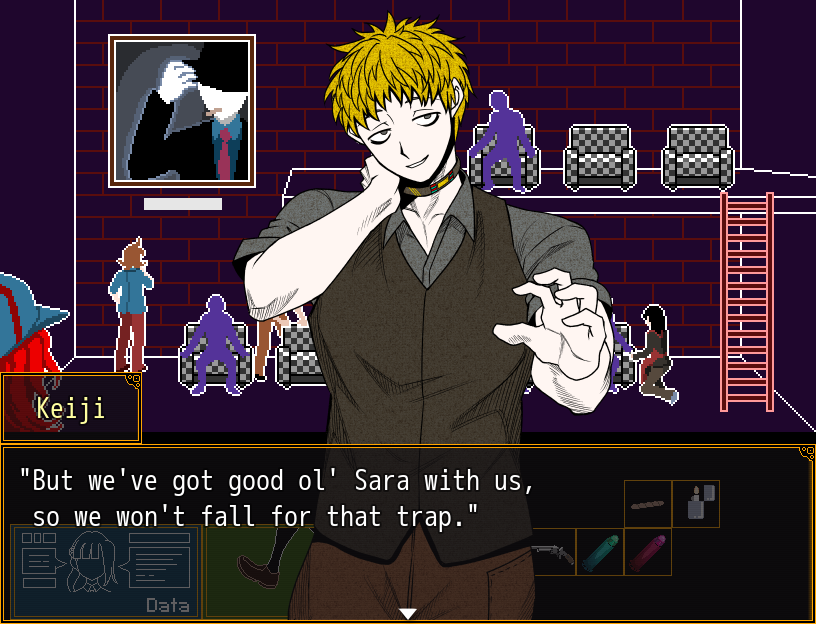 Keiji
"But we've got good ol' Sara with us,
so we won't fall for that trap."
Data